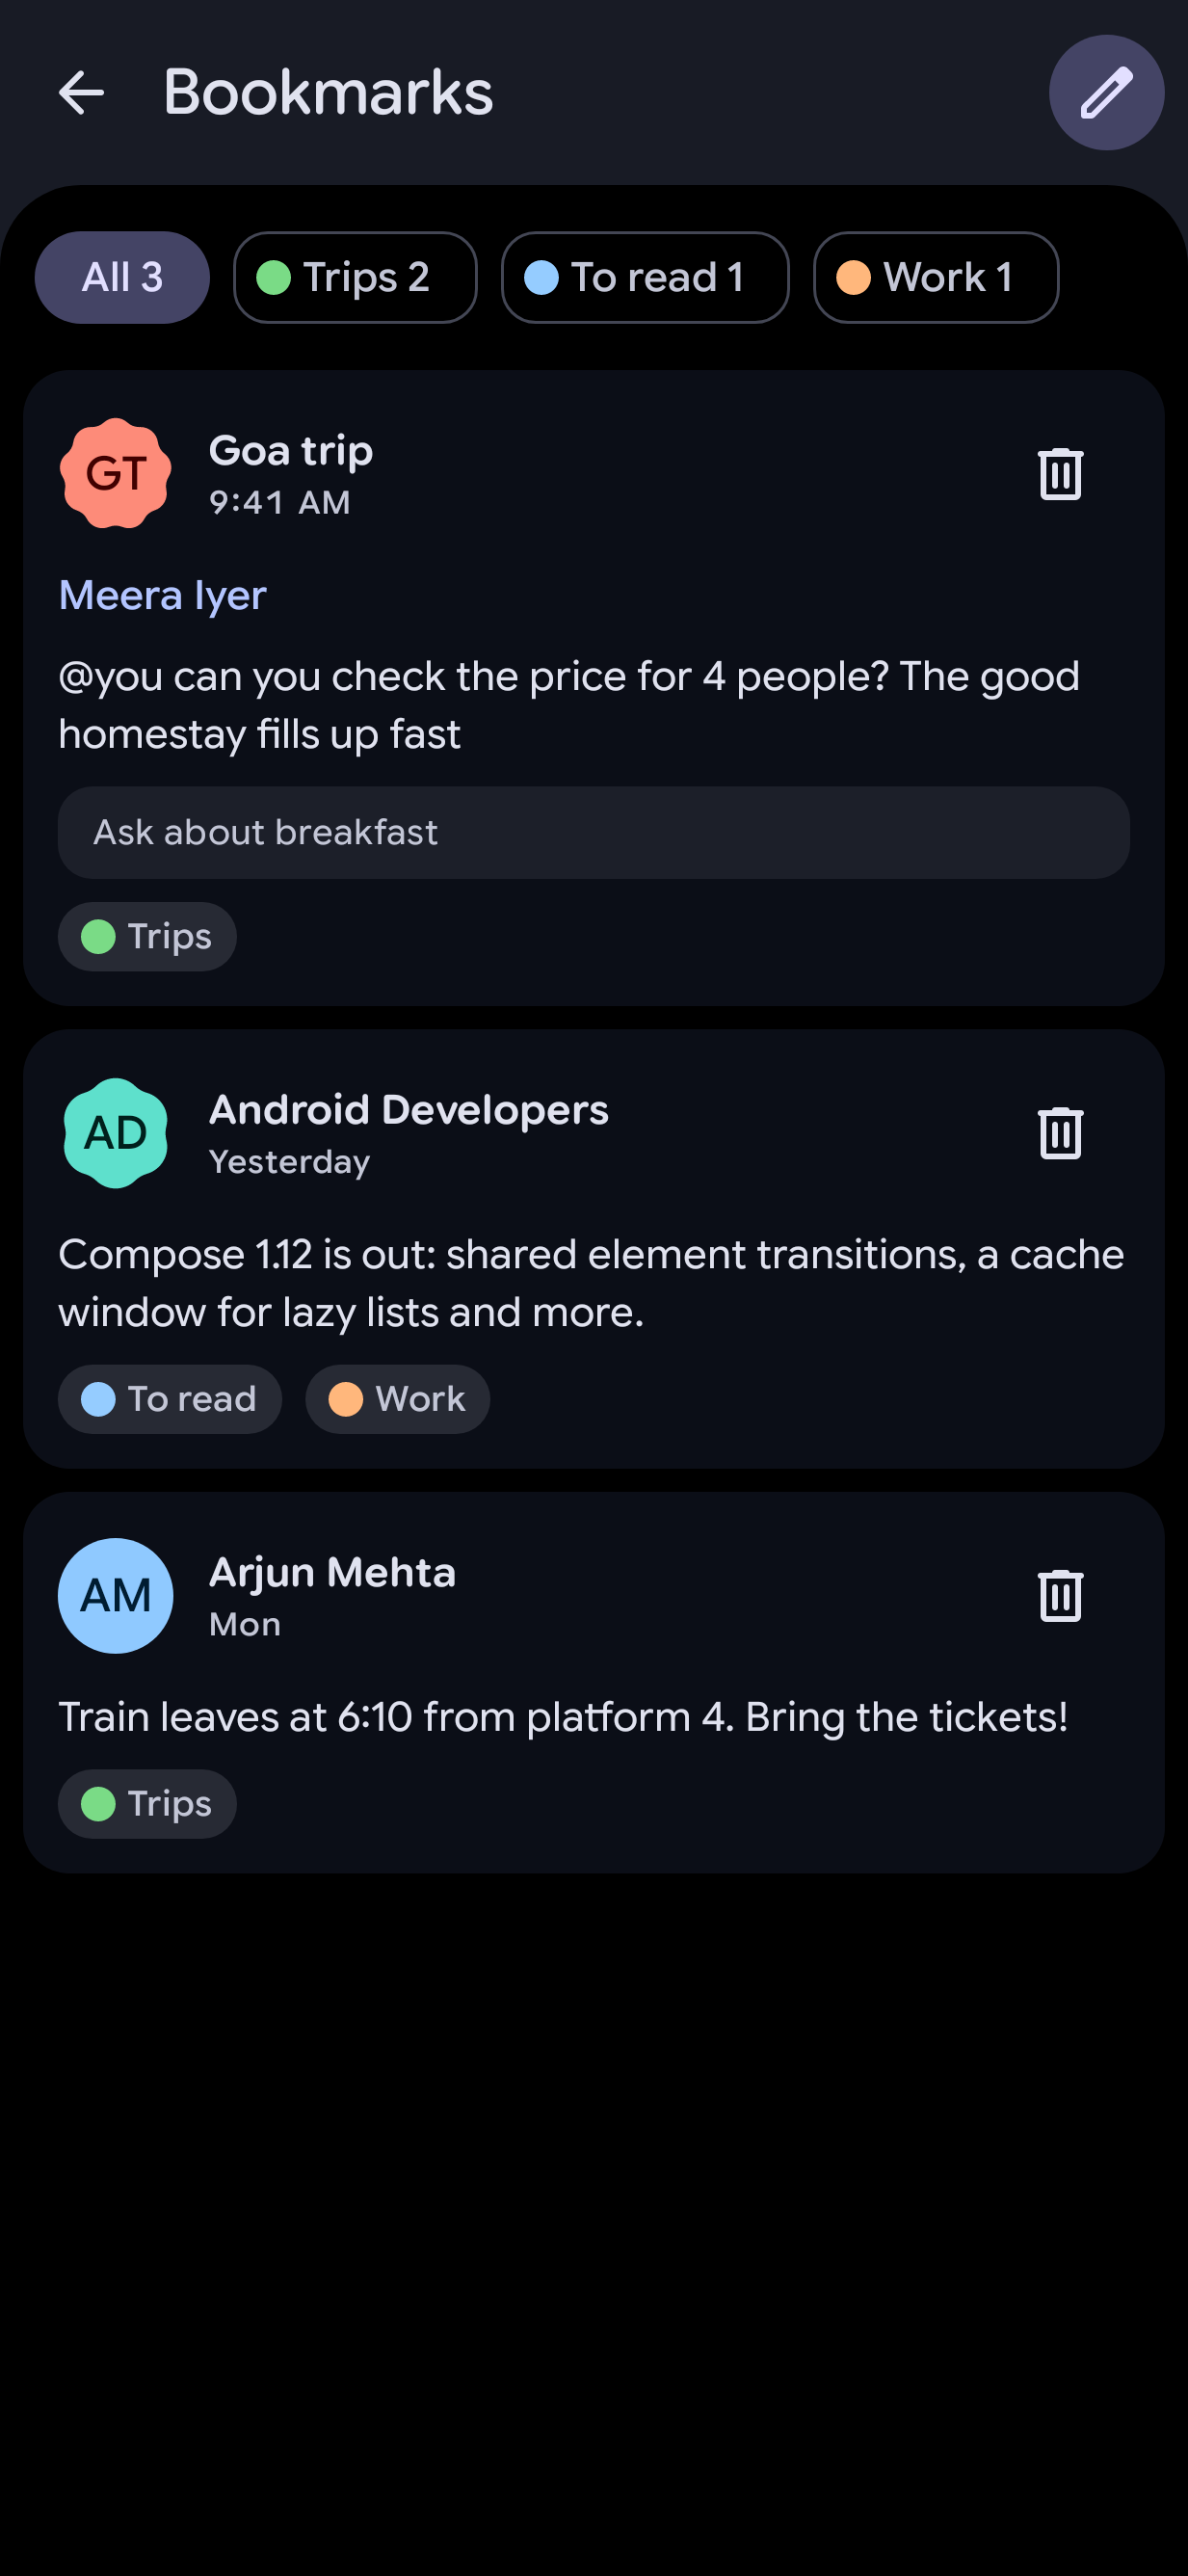 Bookmarks
All 3
Trips 2
To read 1
Work 1
GT
Goa trip
9:41 AM
Meera Iyer
@you can you check the price for 4 people? The good
homestay fills up fast
Ask about breakfast
Trips
AD
Android Developers
Yesterday
Compose 1.12 is out: shared element transitions, a cache
window for lazy lists and more.
To read
Work
AM
Arjun Mehta
Mon
Train leaves at 6:10 from platform 4. Bring the tickets!
Trips